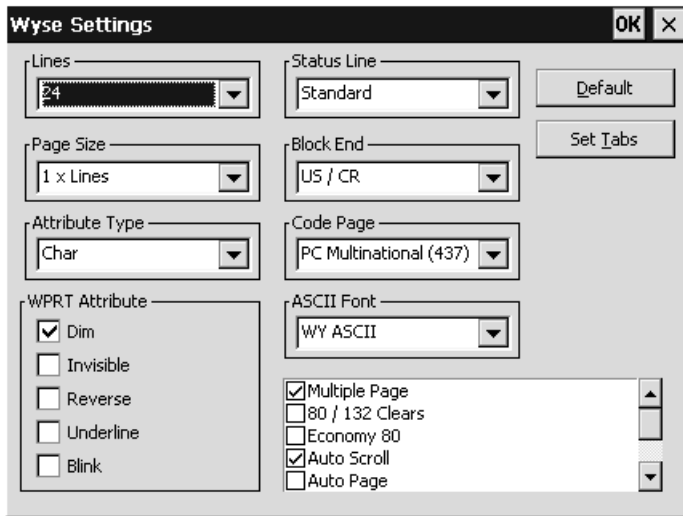 Wyse Settings OK ×
Lines
24
Status Line
Standard
Default
Set Tabs
Page Size
1 x Lines
Block End
US / CR
Attribute Type
Char
Code Page
PC Multinational (437)
WPRT Attribute
Dim
Invisible
Reverse
Underline
Blink
ASCII Font
WY ASCII
Multiple Page
80 / 132 Clears
Economy 80
Auto Scroll
Auto Page